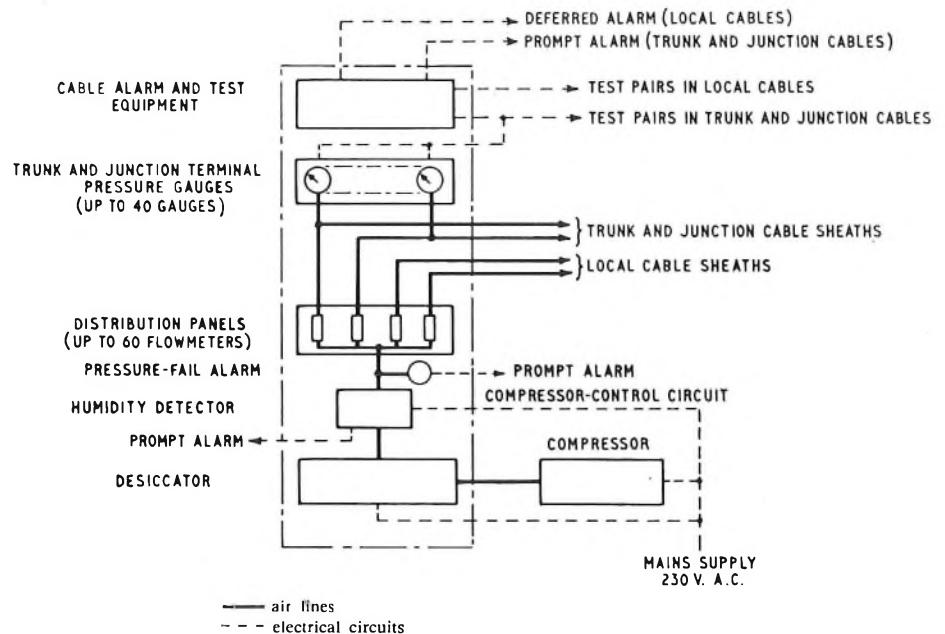 DEFERRED ALARM (LOCAL CABLES)
PROMPT ALARM (TRUNK AND JUNCTION CABLES)
CABLE ALARM AND TEST
EQUIPMENT
TEST PAIRS IN LOCAL CABLES
TEST PAIRS IN TRUNK AND JUNCTION CABLES
TRUNK AND JUNCTION TERMINAL
PRESSURE GAUGES
(UP TO 40 GAUGES)
TRUNK AND JUNCTION CABLE SHEATHS
LOCAL CABLE SHEATHS
DISTRIBUTION PANELS
(UP TO 60 FLOWMETERS)
PRESSURE-FAIL ALARM
PROMPT ALARM
COMPRESSOR-CONTROL CIRCUIT
HUMIDITY DETECTOR
PROMPT ALARM
COMPRESSOR
DESICCATOR
MAINS SUPPLY
230 V. A.C.
air lines
electrical circuits